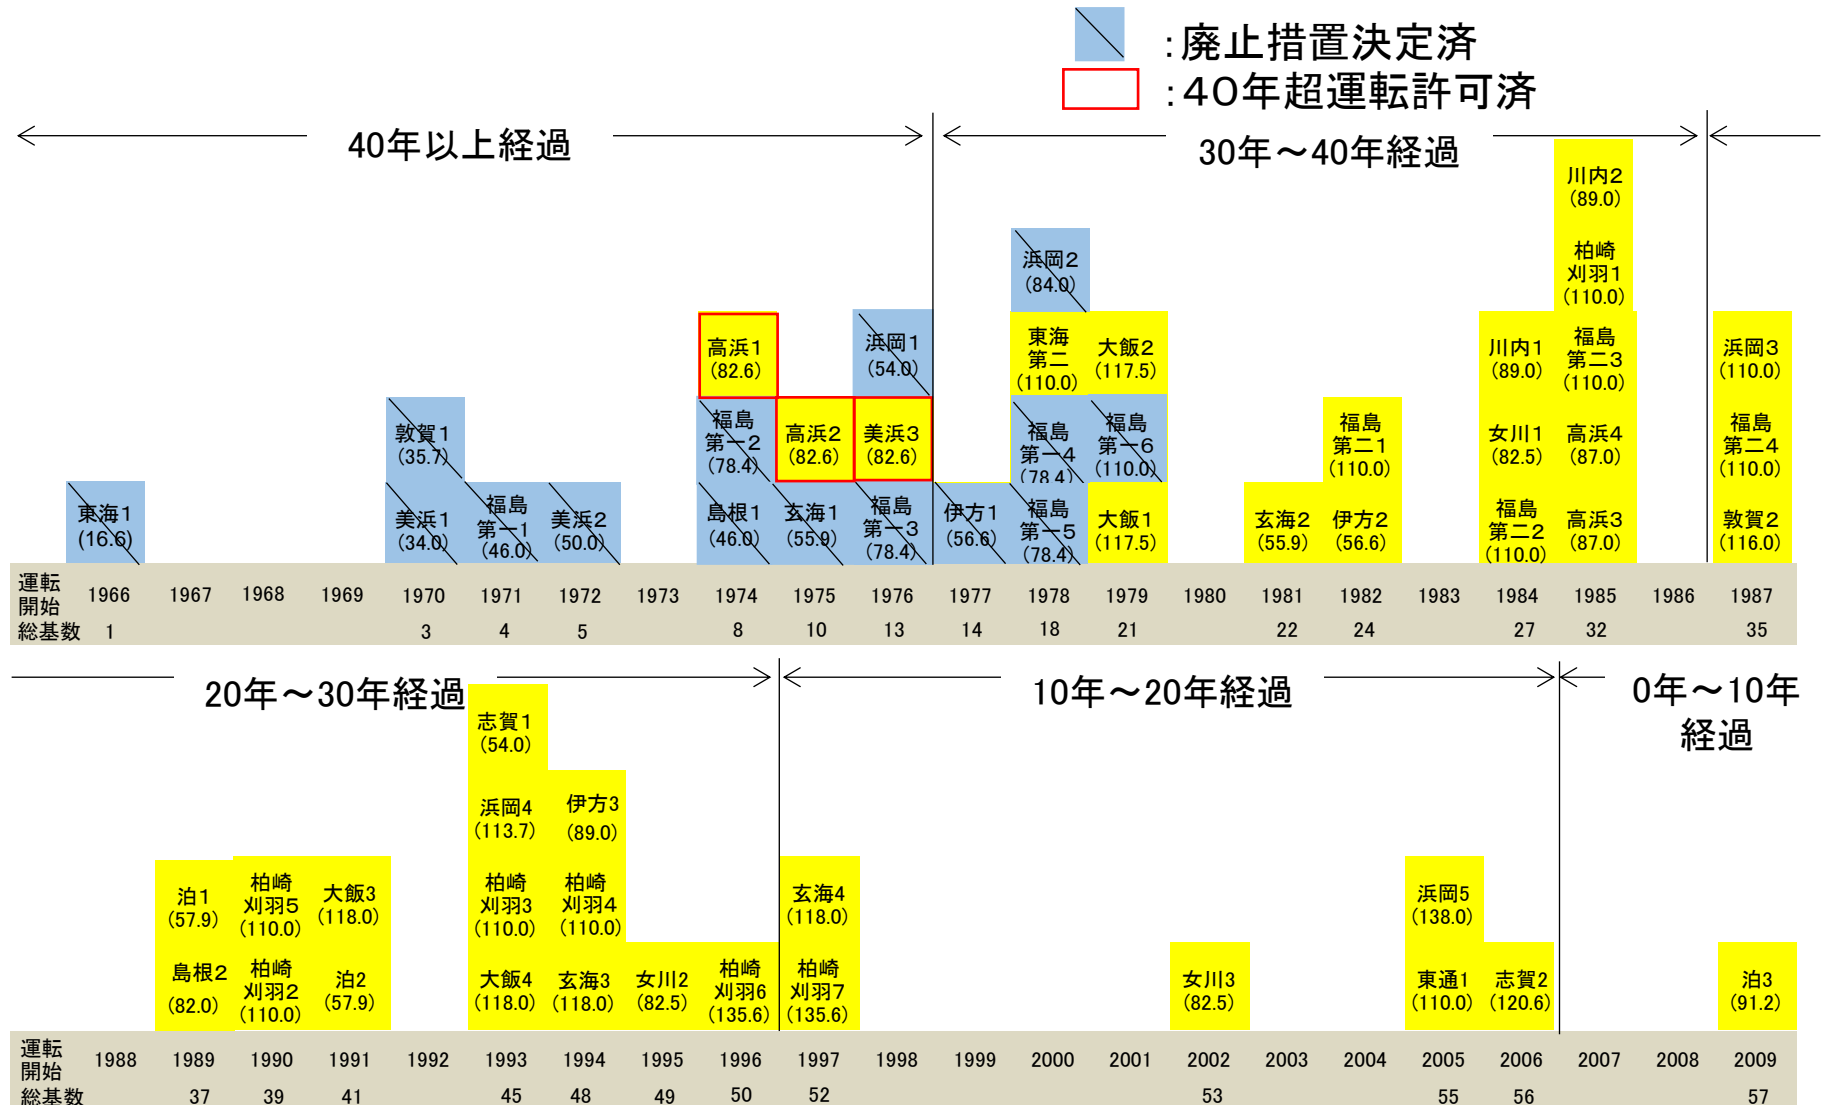 ：廃止措置決定済
：４０年超運転許可済
40年以上経過
30年～40年経過
川内２
(89.0)
柏崎
刈羽１
(110.0)
浜岡２
(84.0)
高浜１
(82.6)
浜岡１
(54.0)
東海
第二
(110.0)
大飯２
(117.5)
川内１
(89.0)
福島
第二３
(110.0)
浜岡３
(110.0)
敦賀１
(35.7)
福島
第一２
(78.4)
高浜２
(82.6)
美浜３
(82.6)
福島
第一４
(78.4)
福島
第一６
(110.0)
福島
第二１
(110.0)
女川１
(82.5)
高浜４
(87.0)
福島
第二４
(110.0)
東海１
(16.6)
美浜１
(34.0)
福島
第一１
(46.0)
美浜２
(50.0)
島根１
(46.0)
玄海１
(55.9)
福島
第一３
(78.4)
伊方１
(56.6)
福島
第一５
(78.4)
大飯１
(117.5)
玄海２
(55.9)
伊方２
(56.6)
福島
第二２
(110.0)
高浜３
(87.0)
敦賀２
(116.0)
運転
開始 1966 1967 1968 1969 1970 1971 1972 1973 1974 1975 1976 1977 1978 1979 1980 1981 1982 1983 1984 1985 1986 1987
総基数 1 3 4 5 8 10 13 14 18 21 22 24 27 32 35
20年～30年経過
10年～20年経過
0年～10年
経過
志賀１
(54.0)
浜岡４
(113.7)
伊方３
(89.0)
泊１
(57.9)
柏崎
刈羽５
(110.0)
大飯３
(118.0)
柏崎
刈羽３
(110.0)
柏崎
刈羽４
(110.0)
玄海４
(118.0)
浜岡５
(138.0)
島根２
(82.0)
柏崎
刈羽２
(110.0)
泊２
(57.9)
大飯４
(118.0)
玄海３
(118.0)
女川２
(82.5)
柏崎
刈羽６
(135.6)
柏崎
刈羽７
(135.6)
女川３
(82.5)
東通１
(110.0)
志賀２
(120.6)
泊３
(91.2)
運転
開始 1988 1989 1990 1991 1992 1993 1994 1995 1996 1997 1998 1999 2000 2001 2002 2003 2004 2005 2006 2007 2008 2009
総基数 37 39 41 45 48 49 50 52 53 55 56 57